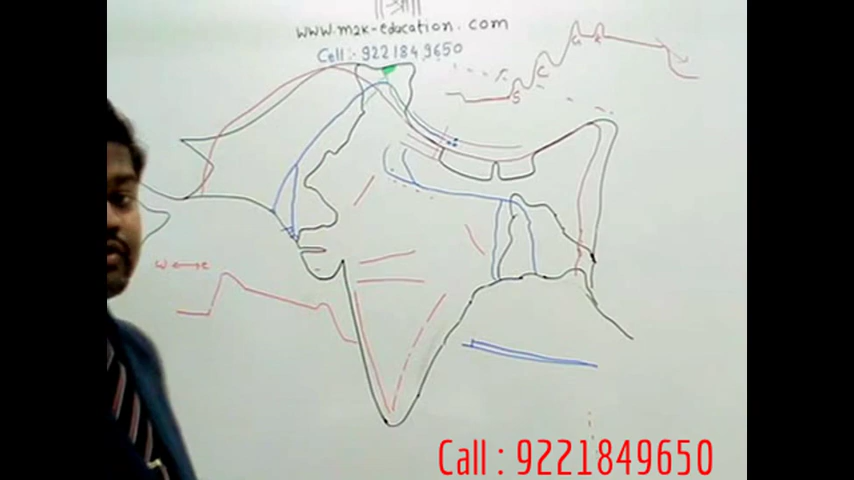 ||श्री||
www.m2k-education.com
Cell:- 9221849650
S
C
G
K
W ↔ E
Call : 9221849650